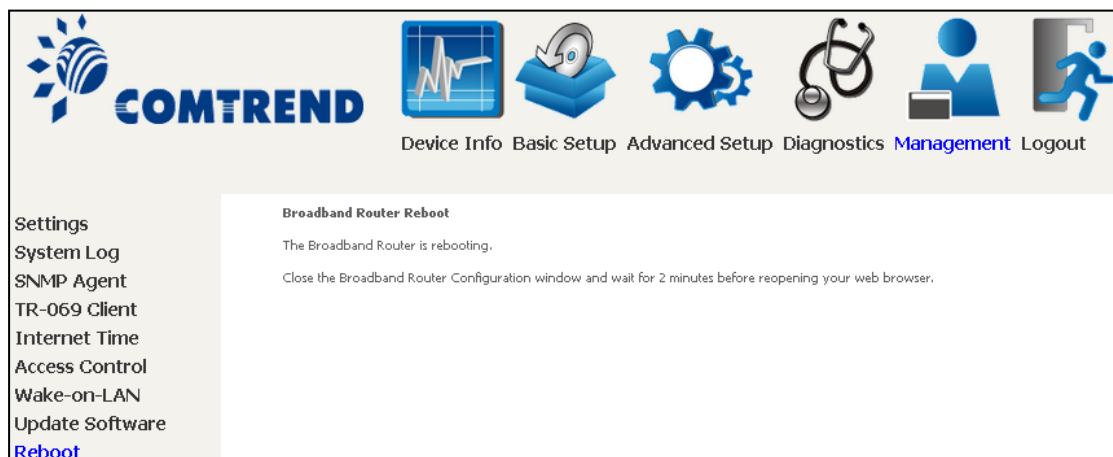 COMTREND
Device Info Basic Setup Advanced Setup Diagnostics Management Logout
Settings
System Log
SNMP Agent
TR-069 Client
Internet Time
Access Control
Wake-on-LAN
Update Software
Reboot
Broadband Router Reboot
The Broadband Router is rebooting.
Close the Broadband Router Configuration window and wait for 2 minutes before reopening your web browser.